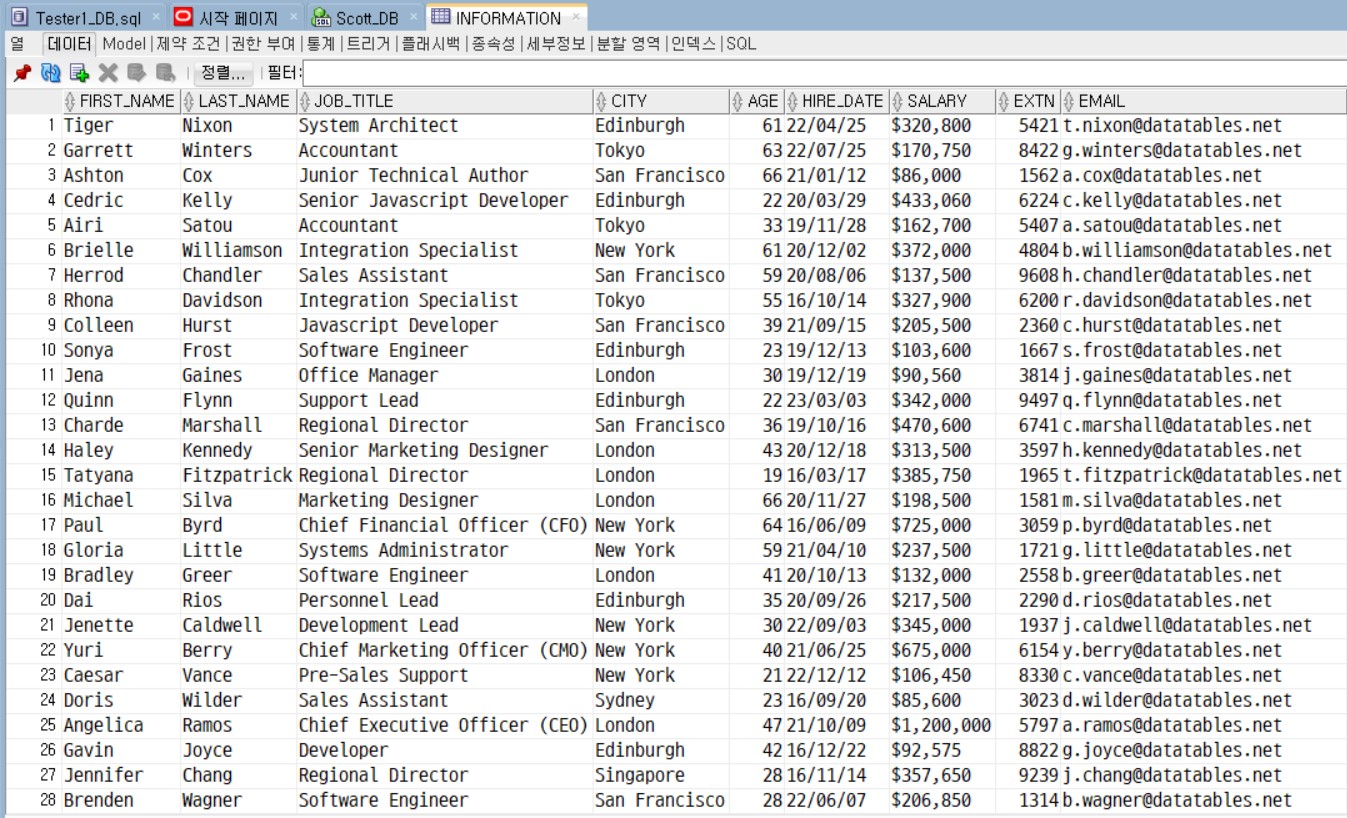 Tester1_DB.sql × 시작 페이지 × Scott_DB × INFORMATION ×
열 데이터 Model 제약 조건 권한 부여 통계 트리거 플래시백 종속성 세부정보 분할 영역 인덱스 SQL
정렬... 필터:
FIRST_NAME LAST_NAME JOB_TITLE CITY AGE HIRE_DATE SALARY EXTN EMAIL
1 Tiger Nixon System Architect Edinburgh 61 22/04/25 $320,800 5421 t.nixon@datatables.net
2 Garrett Winters Accountant Tokyo 63 22/07/25 $170,750 8422 g.winters@datatables.net
3 Ashton Cox Junior Technical Author San Francisco 66 21/01/12 $86,000 1562 a.cox@datatables.net
4 Cedric Kelly Senior Javascript Developer Edinburgh 22 20/03/29 $433,060 6224 c.kelly@datatables.net
5 Airi Satou Accountant Tokyo 33 19/11/28 $162,700 5407 a.satou@datatables.net
6 Brielle Williamson Integration Specialist New York 61 20/12/02 $372,000 4804 b.williamson@datatables.net
7 Herrod Chandler Sales Assistant San Francisco 59 20/08/06 $137,500 9608 h.chandler@datatables.net
8 Rhona Davidson Integration Specialist Tokyo 55 16/10/14 $327,900 6200 r.davidson@datatables.net
9 Colleen Hurst Javascript Developer San Francisco 39 21/09/15 $205,500 2360 c.hurst@datatables.net
10 Sonya Frost Software Engineer Edinburgh 23 19/12/13 $103,600 1667 s.frost@datatables.net
11 Jena Gaines Office Manager London 30 19/12/19 $90,560 3814 j.gaines@datatables.net
12 Quinn Flynn Support Lead Edinburgh 22 23/03/03 $342,000 9497 q.flynn@datatables.net
13 Charde Marshall Regional Director San Francisco 36 19/10/16 $470,600 6741 c.marshall@datatables.net
14 Haley Kennedy Senior Marketing Designer London 43 20/12/18 $313,500 3597 h.kennedy@datatables.net
15 Tatyana Fitzpatrick Regional Director London 19 16/03/17 $385,750 1965 t.fitzpatrick@datatables.net
16 Michael Silva Marketing Designer London 66 20/11/27 $198,500 1581 m.silva@datatables.net
17 Paul Byrd Chief Financial Officer (CFO) New York 64 16/06/09 $725,000 3059 p.byrd@datatables.net
18 Gloria Little Systems Administrator New York 59 21/04/10 $237,500 1721 g.little@datatables.net
19 Bradley Greer Software Engineer London 41 20/10/13 $132,000 2558 b.greer@datatables.net
20 Dai Rios Personnel Lead Edinburgh 35 20/09/26 $217,500 2290 d.rios@datatables.net
21 Jenette Caldwell Development Lead New York 30 22/09/03 $345,000 1937 j.caldwell@datatables.net
22 Yuri Berry Chief Marketing Officer (CMO) New York 40 21/06/25 $675,000 6154 y.berry@datatables.net
23 Caesar Vance Pre-Sales Support New York 21 22/12/12 $106,450 8330 c.vance@datatables.net
24 Doris Wilder Sales Assistant Sydney 23 16/09/20 $85,600 3023 d.wilder@datatables.net
25 Angelica Ramos Chief Executive Officer (CEO) London 47 21/10/09 $1,200,000 5797 a.ramos@datatables.net
26 Gavin Joyce Developer Edinburgh 42 16/12/22 $92,575 8822 g.joyce@datatables.net
27 Jennifer Chang Regional Director Singapore 28 16/11/14 $357,650 9239 j.chang@datatables.net
28 Brenden Wagner Software Engineer San Francisco 28 22/06/07 $206,850 1314 b.wagner@datatables.net